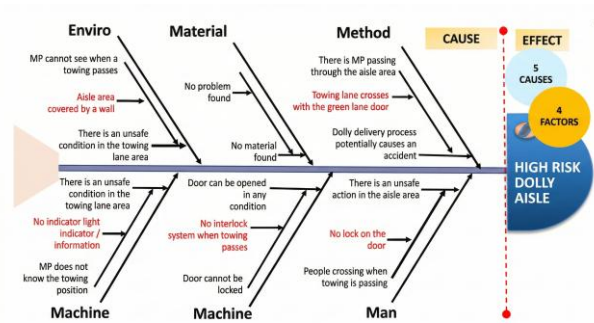 Enviro
Material
Method
CAUSE
EFFECT
MP cannot see when a
towing passes
Aisle area
covered by a wall
There is an unsafe
condition in the towing
lane area
No problem
found
No material
found
There is MP passing
through the aisle area
Towing lane crosses
with the green lane door
Dolly delivery process
potentially causes an
accident
5
CAUSES
4
FACTORS
HIGH RISK
DOLLY
AISLE
There is an unsafe
condition in the
towing lane area
No indicator light
indicator /
information
MP does not
know the towing
position
Door can be opened
in any
condition
No interlock
system when towing
passes
Door cannot be
locked
There is an unsafe
action in the aisle area
No lock on the
door
People crossing when
towing is passing
Machine
Machine
Man